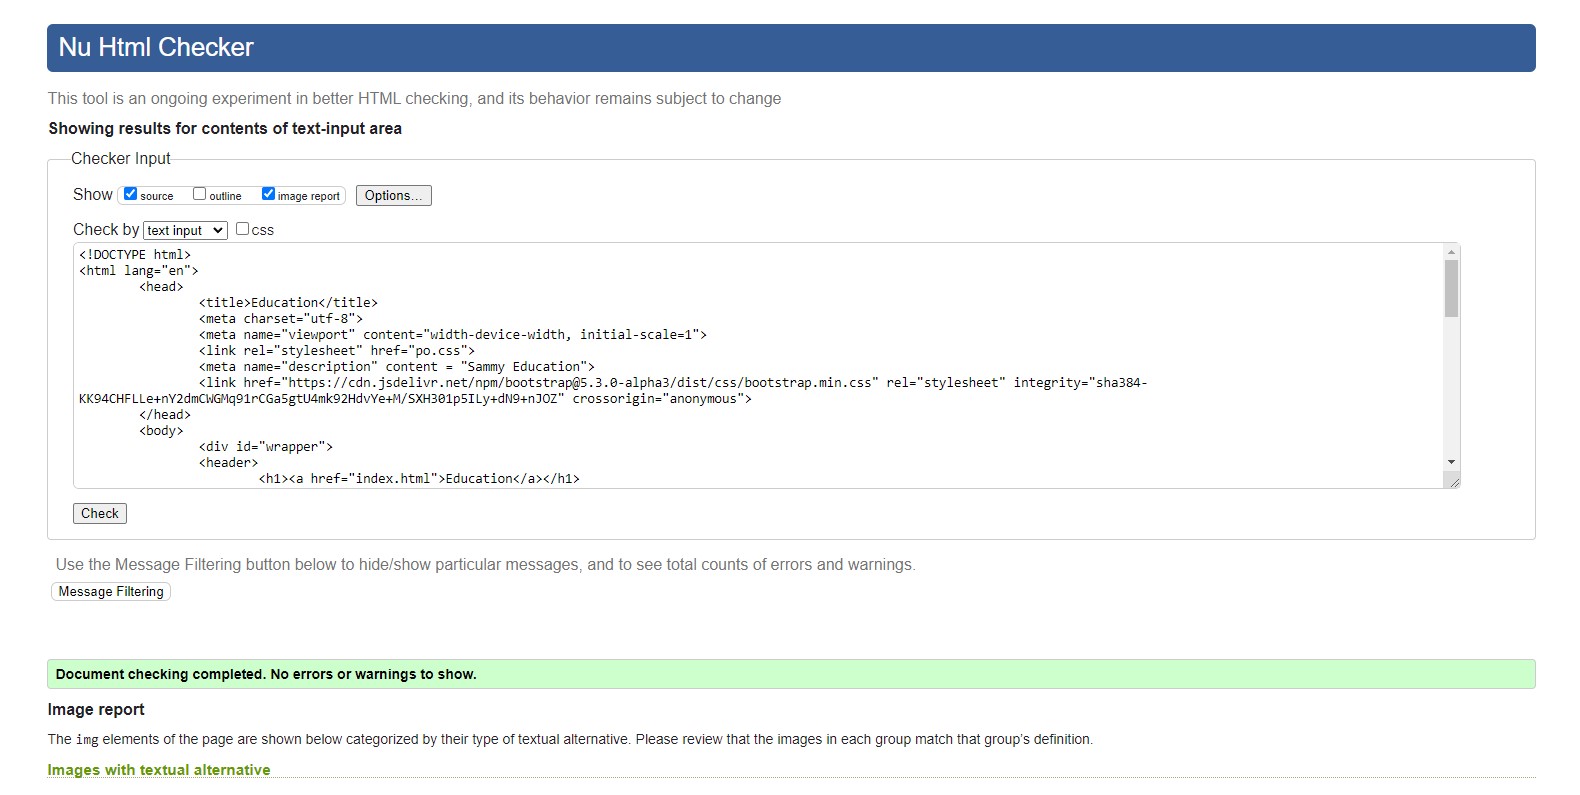 Nu Html Checker
This tool is an ongoing experiment in better HTML checking, and its behavior remains subject to change
Showing results for contents of text-input area
Checker Input
Show source outline image report Options...
Check by text input css
<!DOCTYPE html>
<html lang="en">
<head>
<title>Education</title>
<meta charset="utf-8">
<meta name="viewport" content="width-device-width, initial-scale=1">
<link rel="stylesheet" href="po.css">
<meta name="description" content = "Sammy Education">
<link href="https://cdn.jsdelivr.net/npm/bootstrap@5.3.0-alpha3/dist/css/bootstrap.min.css" rel="stylesheet" integrity="sha384-
KK94CHFLLe+nY2dmCWGMq91rCGa5gtU4mk92HdvYe+M/SXH301p5ILy+dN9+nJOZ" crossorigin="anonymous">
</head>
<body>
<div id="wrapper">
<header>
<h1><a href="index.html">Education</a></h1>
Check
Use the Message Filtering button below to hide/show particular messages, and to see total counts of errors and warnings.
Message Filtering
Document checking completed. No errors or warnings to show.
Image report
The img elements of the page are shown below categorized by their type of textual alternative. Please review that the images in each group match that group's definition.
Images with textual alternative